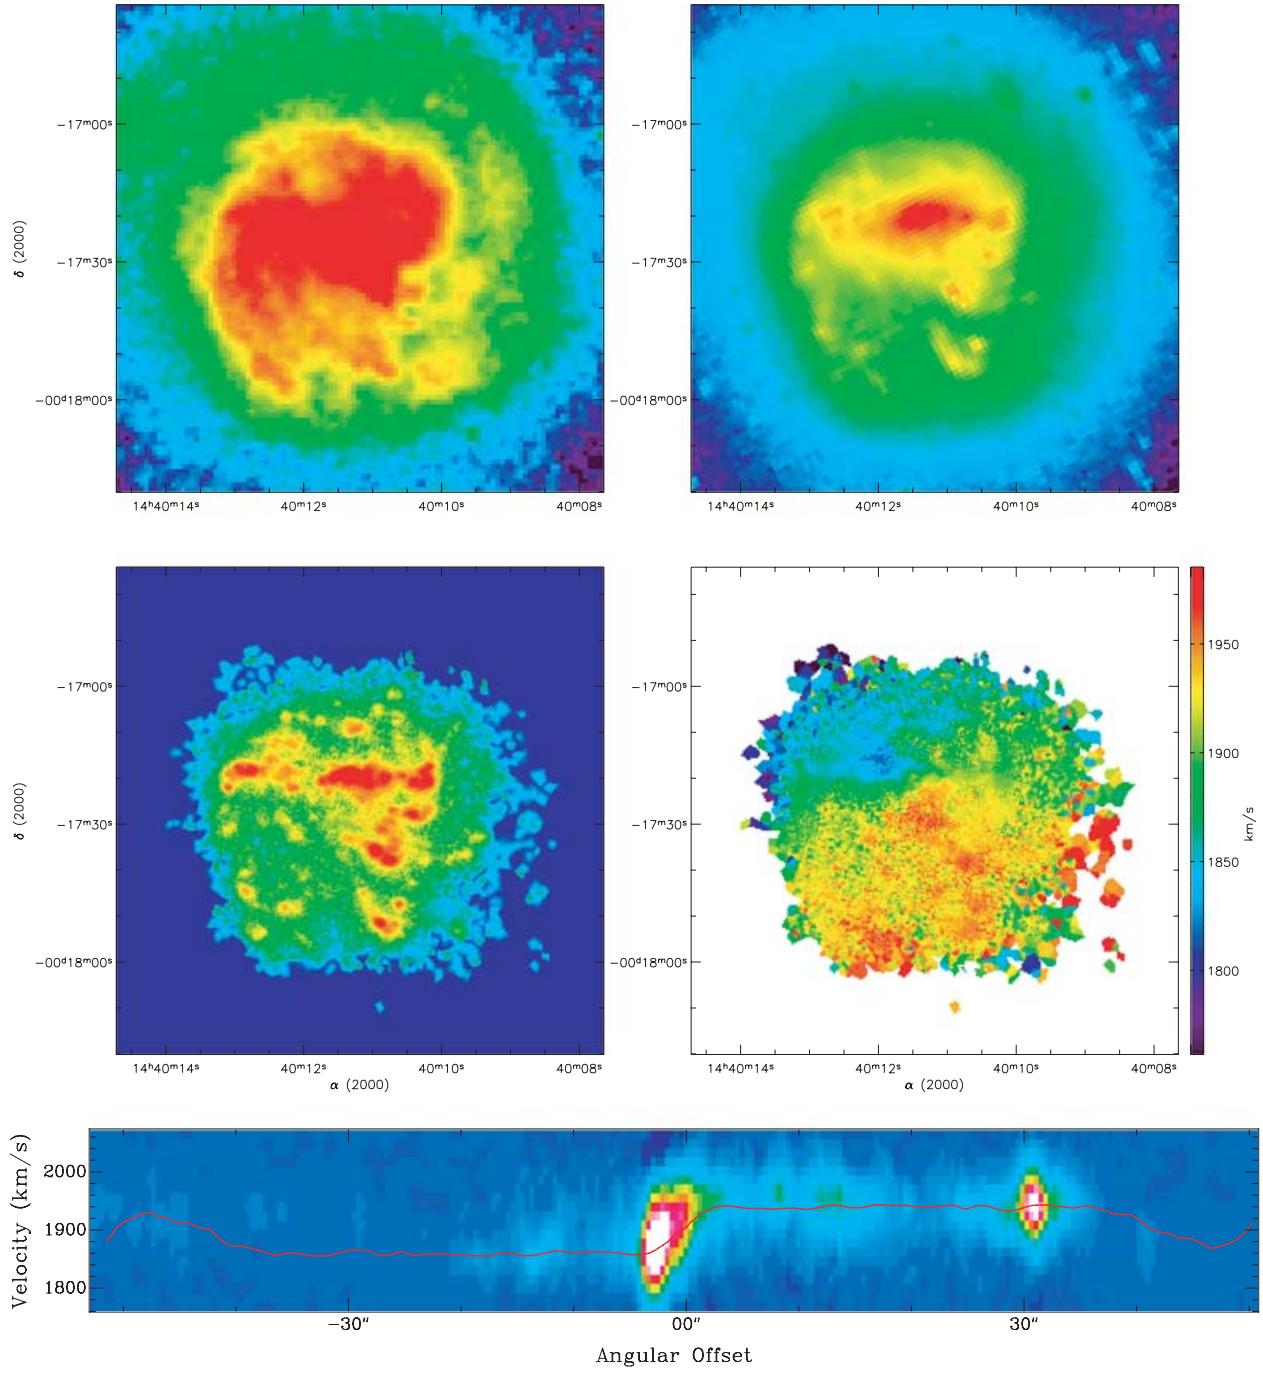 δ (2000)
−17ᵐ00ˢ
−17ᵐ30ˢ
−00ᵈ18ᵐ00ˢ
14ʰ40ᵐ14ˢ 40ᵐ12ˢ 40ᵐ10ˢ 40ᵐ08ˢ
−17ᵐ00ˢ
−17ᵐ30ˢ
−00ᵈ18ᵐ00ˢ
14ʰ40ᵐ14ˢ 40ᵐ12ˢ 40ᵐ10ˢ 40ᵐ08ˢ
δ (2000)
−17ᵐ00ˢ
−17ᵐ30ˢ
−00ᵈ18ᵐ00ˢ
14ʰ40ᵐ14ˢ 40ᵐ12ˢ 40ᵐ10ˢ 40ᵐ08ˢ
α (2000)
δ (2000)
−17ᵐ00ˢ
−17ᵐ30ˢ
−00ᵈ18ᵐ00ˢ
14ʰ40ᵐ14ˢ 40ᵐ12ˢ 40ᵐ10ˢ 40ᵐ08ˢ
α (2000)
1950
1900
1850
1800
km/s
Velocity (km/s)
2000
1900
1800
−30″ 00″ 30″
Angular Offset